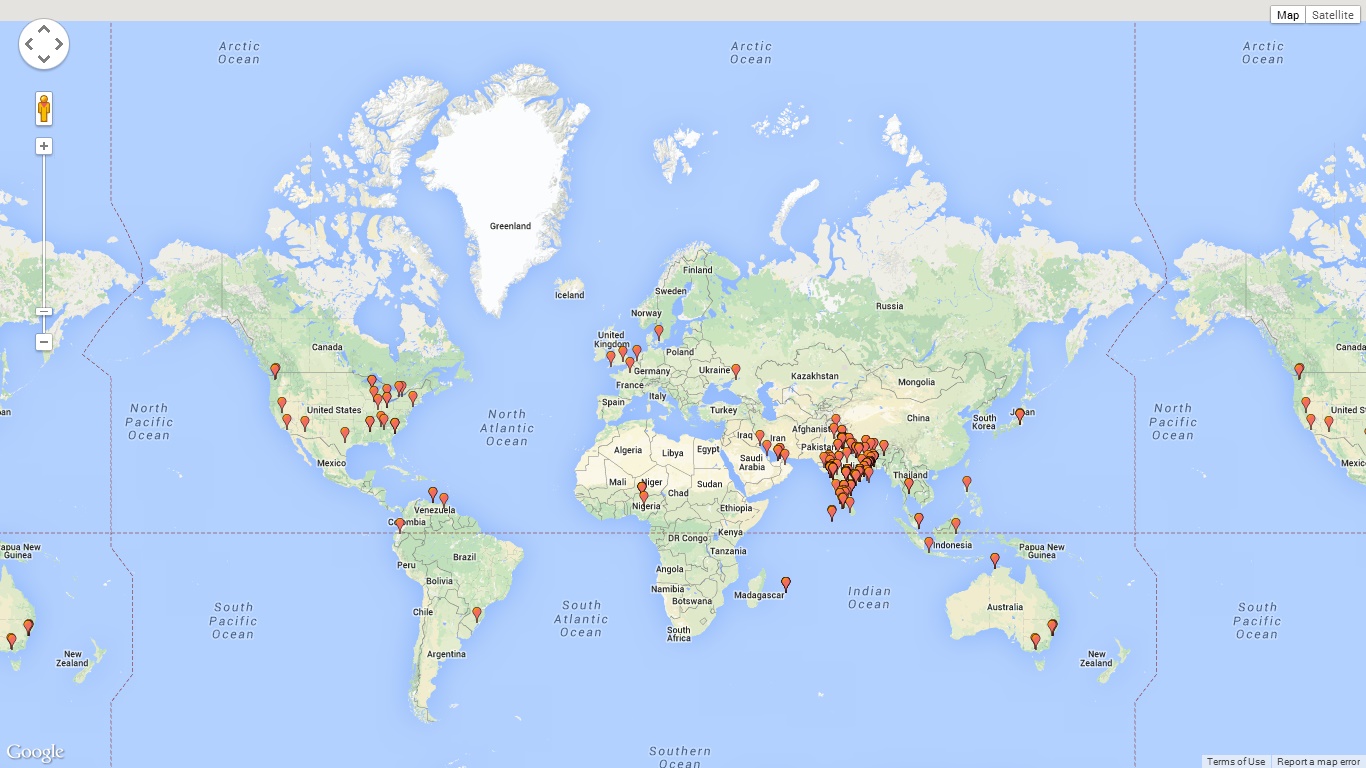 Map
Satellite
Arctic
Ocean
Arctic
Ocean
Arctic
Ocean
Greenland
Finland
Iceland
Sweden
Norway
Russia
United
Kingdom
Canada
Canada
Poland
Germany
Ukraine
Kazakhstan
Mongolia
France
Italy
Spain
Turkey
North
Pacific
Ocean
North
Atlantic
Ocean
North
Pacific
Ocean
United States
United S
China
South
Korea
Japan
pan
Afghanist
Iraq
Iran
Pakistan
Algeria
Libya
Egypt
Saudi
Arabia
Mexico
Mexico
Mali
Niger
Chad
Sudan
Thailand
Nigeria
Ethiopia
Venezuela
Colombia
DR Congo
Kenya
Tanzania
Indonesia
Papua New
Guinea
apua New
Guinea
Brazil
Peru
Bolivia
Angola
Namibia
Botswana
Madagascar
Indian
Ocean
South
Pacific
Ocean
South
Atlantic
Ocean
South
Pacific
Ocean
Chile
Australia
South
Africa
Argentina
New
Zealand
New
Zealand
Southern
Ocean
Google
Terms of Use
Report a map error